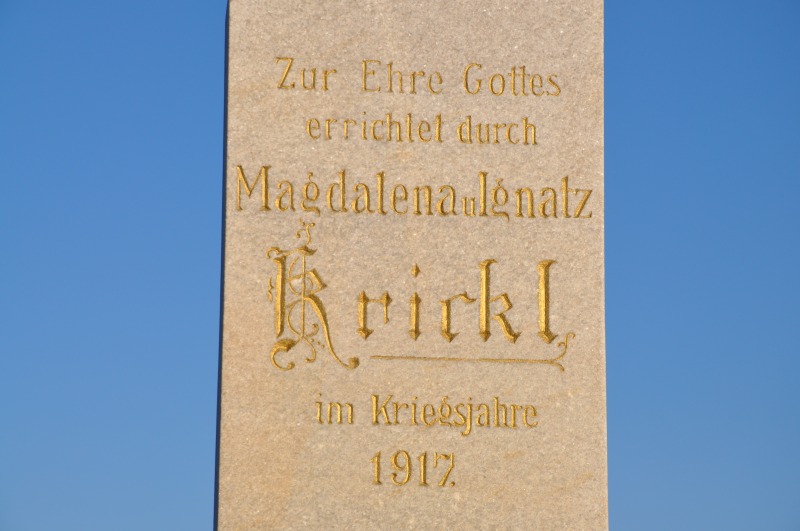 Zur Ehre Gottes
errichtet durch
Magdalena u Ignatz
Krickl
im Kriegsjahre
1917.